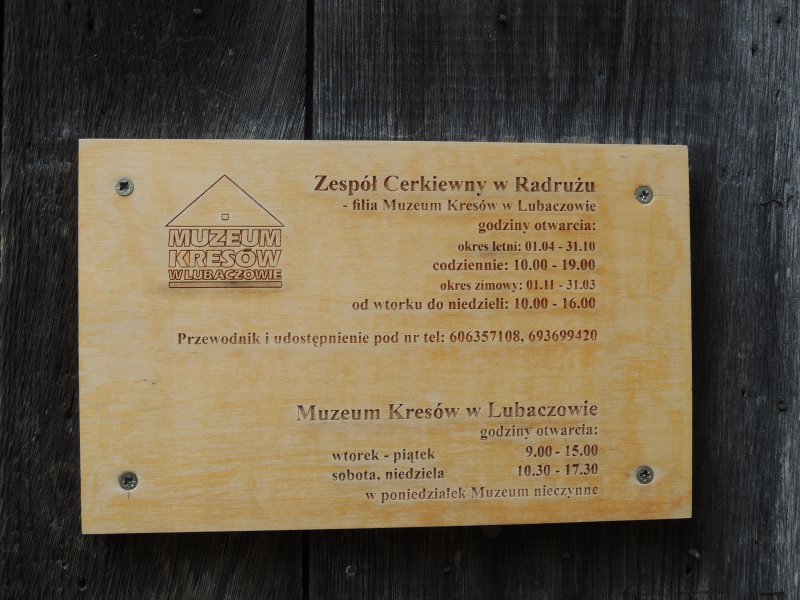 MUZEUM
KRESÓW
W LUBACZOWIE
Zespół Cerkiewny w Radrużu
- filia Muzeum Kresów w Lubaczowie
godziny otwarcia:
okres letni: 01.04 - 31.10
codziennie: 10.00 - 19.00
okres zimowy: 01.11 - 31.03
od wtorku do niedzieli: 10.00 - 16.00
Przewodnik i udostępnienie pod nr tel: 606357108, 693699420
Muzeum Kresów w Lubaczowie
godziny otwarcia:
wtorek - piątek 9.00 - 15.00
sobota, niedziela 10.30 - 17.30
w poniedziałek Muzeum nieczynne